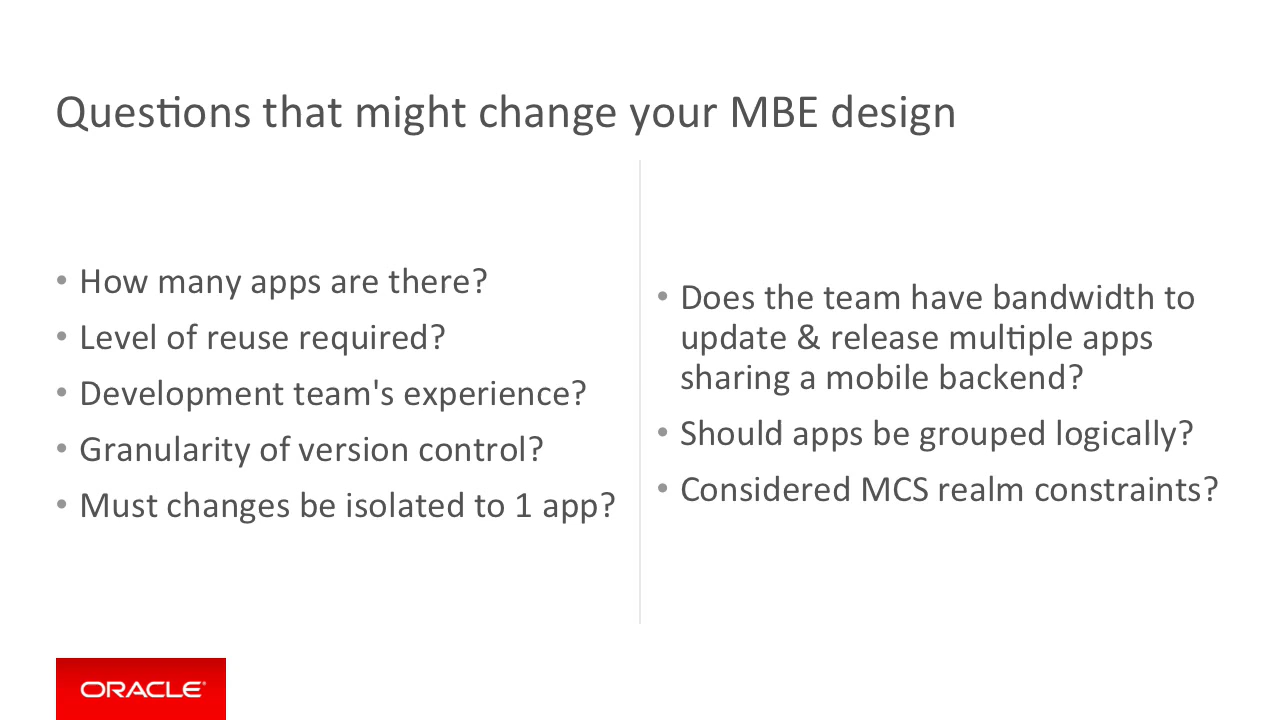 Questions that might change your MBE design
• How many apps are there?
• Level of reuse required?
• Development team's experience?
• Granularity of version control?
• Must changes be isolated to 1 app?
• Does the team have bandwidth to
update & release multiple apps
sharing a mobile backend?
• Should apps be grouped logically?
• Considered MCS realm constraints?
ORACLE®